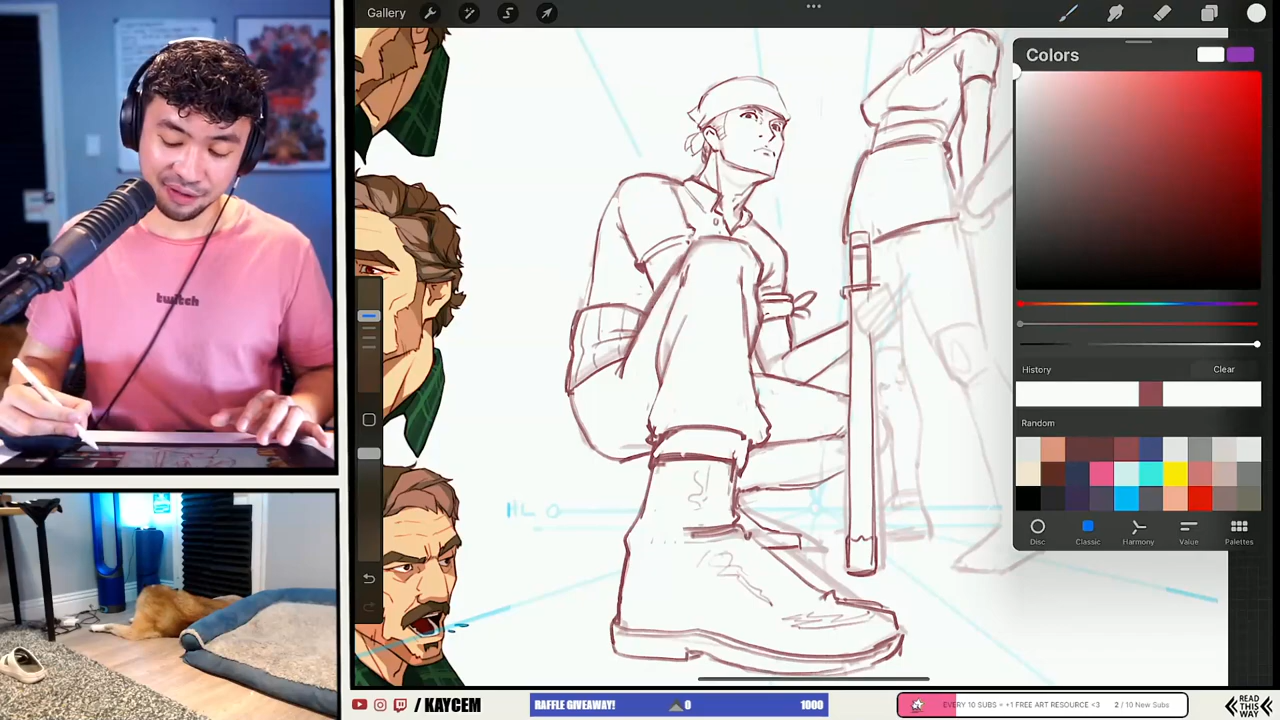 twitch
Gallery
Colors
History
Clear
Random
Disc
Classic
Harmony
Value
Palettes
HL
/ KAYCEM
RAFFLE GIVEAWAY!
0
1000
EVERY 10 SUBS = +1 FREE ART RESOURCE <3
2 / 10 New Subs
READ
THIS
WAY